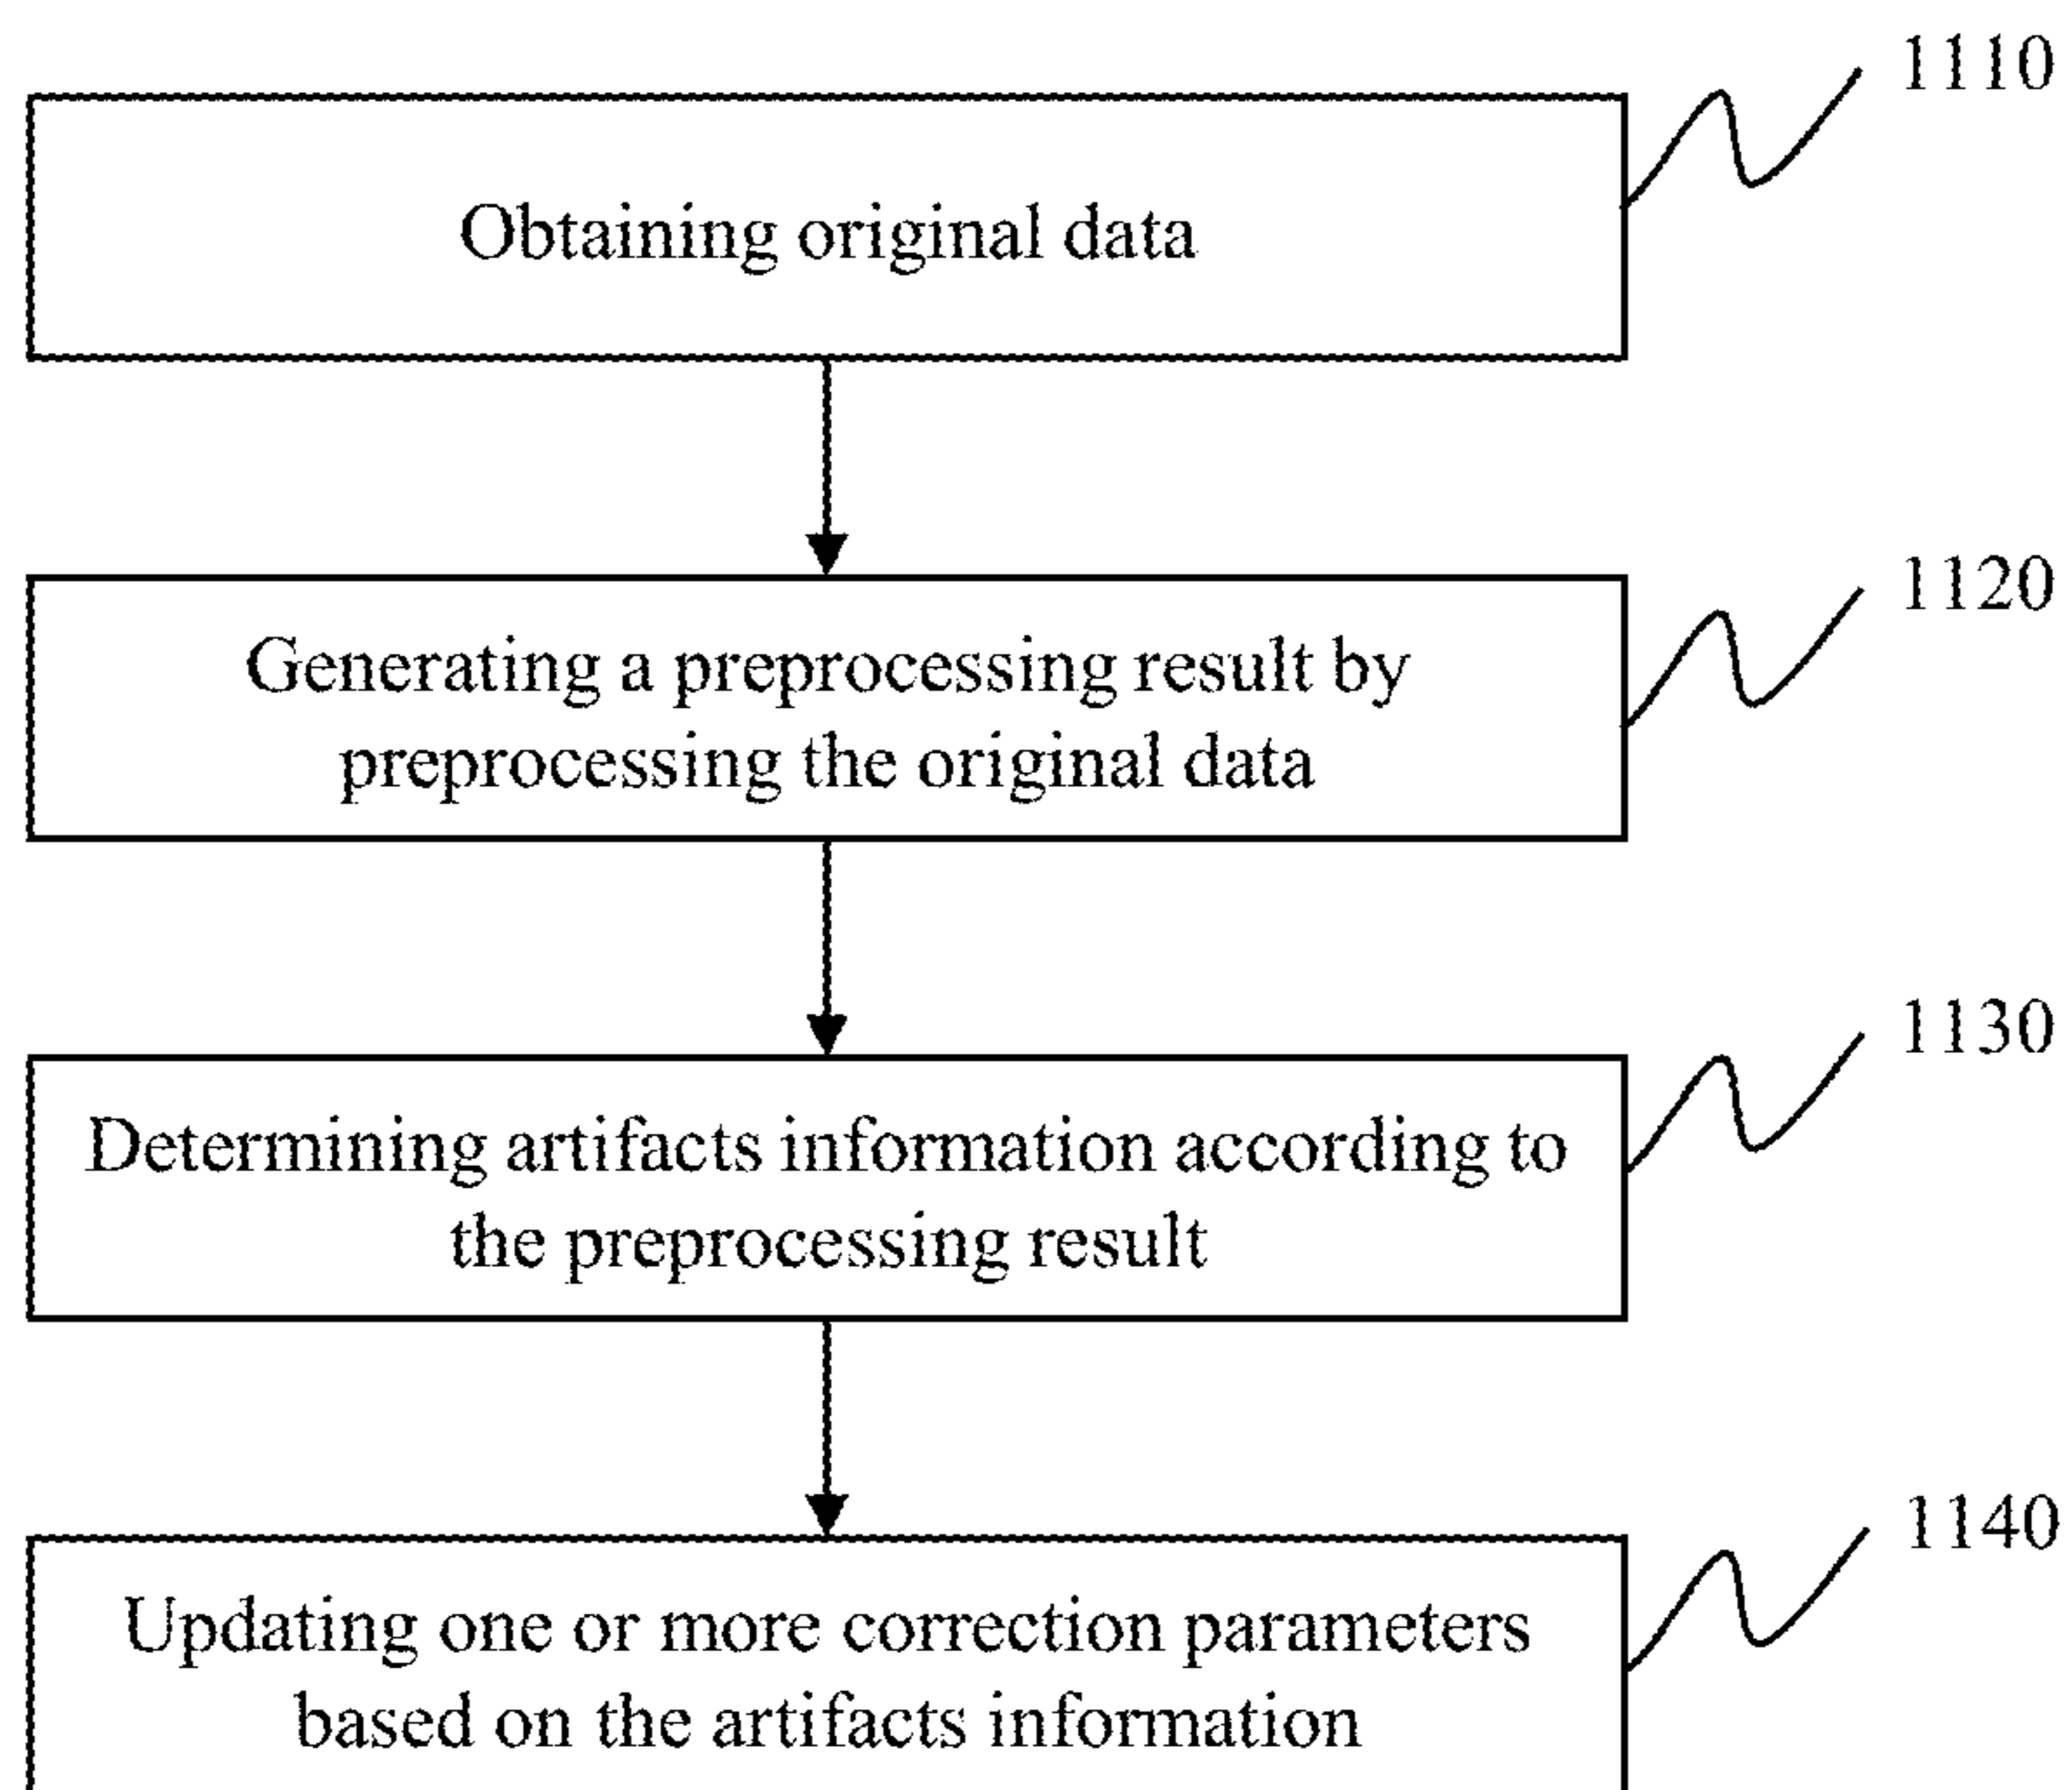 1110
Obtaining original data
1120
Generating a preprocessing result by
preprocessing the original data
1130
Determining artifacts information according to
the preprocessing result
1140
Updating one or more correction parameters
based on the artifacts information